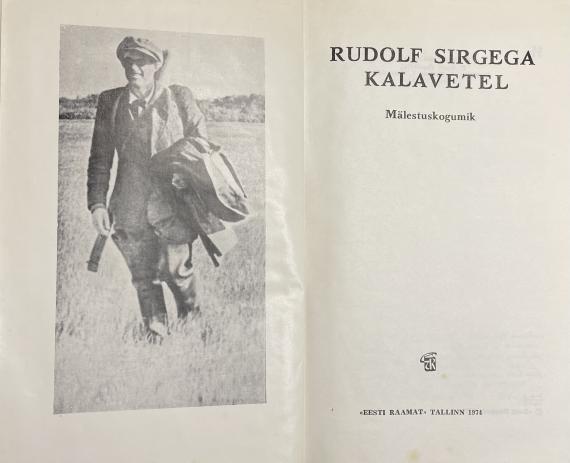 RUDOLF SIRGEGA
KALAVETEL
Mälestuskogumik
«EESTI RAAMAT» TALLINN 1974